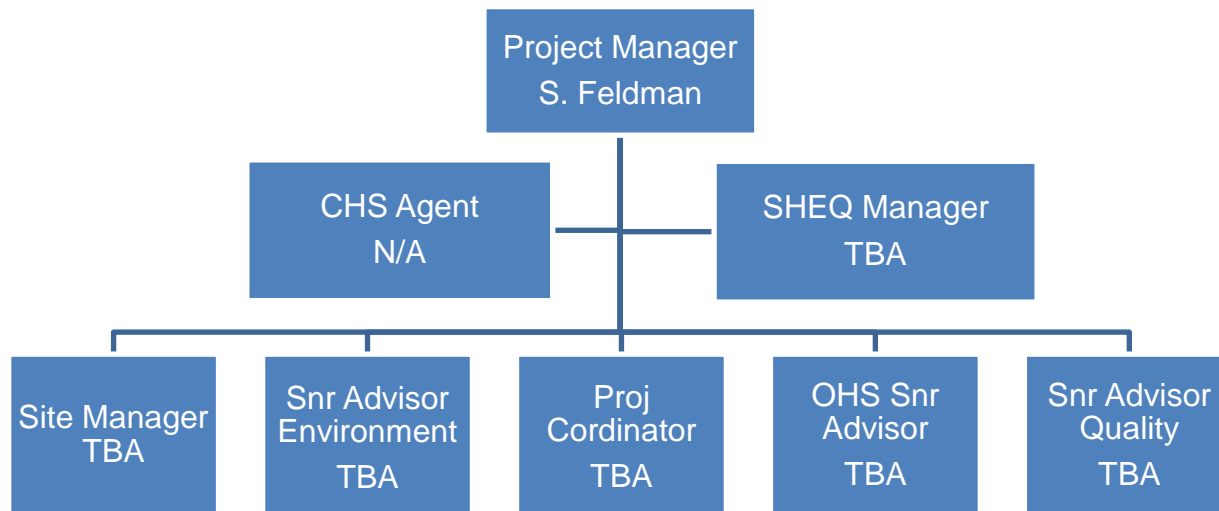 Project Manager
S. Feldman
CHS Agent
N/A
SHEQ Manager
TBA
Site Manager
TBA
Snr Advisor
Environment
TBA
Proj
Cordinator
TBA
OHS Snr
Advisor
TBA
Snr Advisor
Quality
TBA